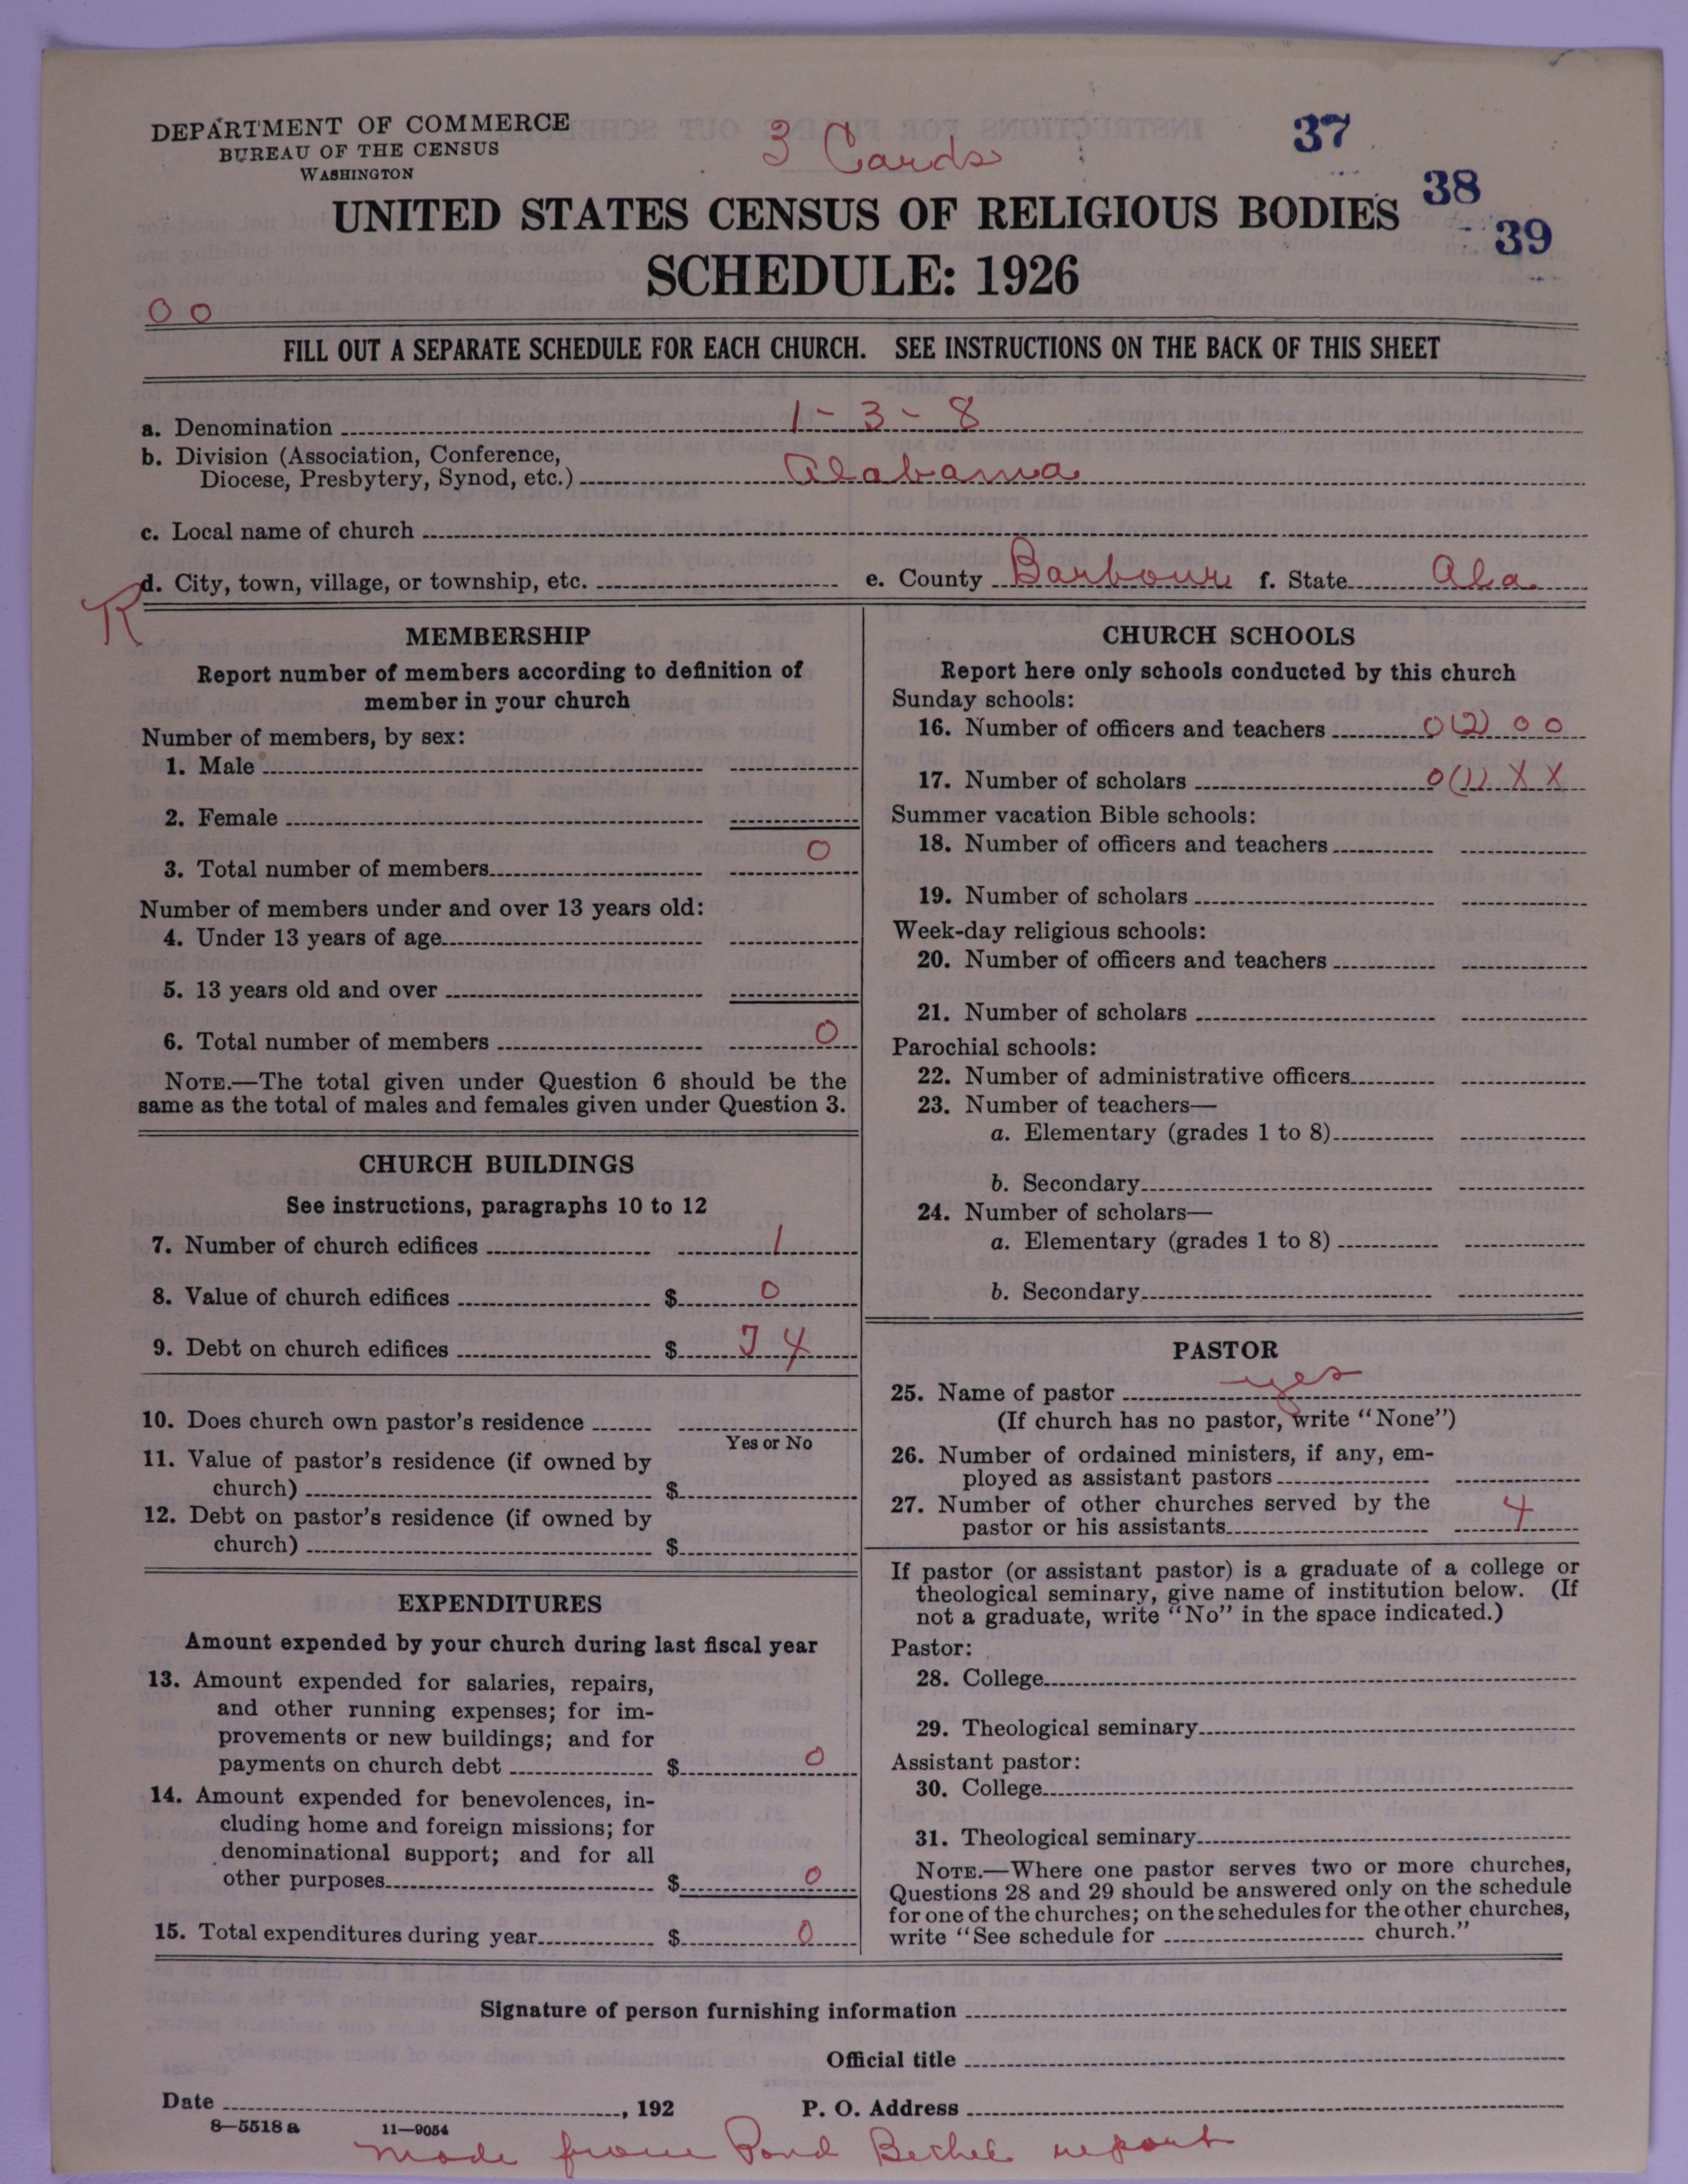 DEPARTMENT OF COMMERCE
BUREAU OF THE CENSUS
WASHINGTON
3 Cards
37
38
39
UNITED STATES CENSUS OF RELIGIOUS BODIES
SCHEDULE: 1926
0 0
FILL OUT A SEPARATE SCHEDULE FOR EACH CHURCH. SEE INSTRUCTIONS ON THE BACK OF THIS SHEET
a. Denomination 1-3-8
b. Division (Association, Conference,
Diocese, Presbytery, Synod, etc.) Alabama
c. Local name of church
R
d. City, town, village, or township, etc. e. County Barbour f. State Ala.
MEMBERSHIP
Report number of members according to definition of
member in your church
Number of members, by sex:
1. Male
2. Female
3. Total number of members 0
Number of members under and over 13 years old:
4. Under 13 years of age
5. 13 years old and over
6. Total number of members 0
NOTE.—The total given under Question 6 should be the
same as the total of males and females given under Question 3.
CHURCH BUILDINGS
See instructions, paragraphs 10 to 12
7. Number of church edifices 1
8. Value of church edifices $ 0
9. Debt on church edifices $ 4
10. Does church own pastor's residence
Yes or No
11. Value of pastor's residence (if owned by
church) $
12. Debt on pastor's residence (if owned by
church) $
EXPENDITURES
Amount expended by your church during last fiscal year
13. Amount expended for salaries, repairs,
and other running expenses; for im-
provements or new buildings; and for
payments on church debt $ 0
14. Amount expended for benevolences, in-
cluding home and foreign missions; for
denominational support; and for all
other purposes $ 0
15. Total expenditures during year $ 0
CHURCH SCHOOLS
Report here only schools conducted by this church
Sunday schools:
16. Number of officers and teachers 0(2) 0 0
17. Number of scholars 0(1) X X
Summer vacation Bible schools:
18. Number of officers and teachers
19. Number of scholars
Week-day religious schools:
20. Number of officers and teachers
21. Number of scholars
Parochial schools:
22. Number of administrative officers
23. Number of teachers—
a. Elementary (grades 1 to 8)
b. Secondary
24. Number of scholars—
a. Elementary (grades 1 to 8)
b. Secondary
PASTOR
25. Name of pastor yes
(If church has no pastor, write "None")
26. Number of ordained ministers, if any, em-
ployed as assistant pastors
27. Number of other churches served by the
pastor or his assistants 4
If pastor (or assistant pastor) is a graduate of a college or
theological seminary, give name of institution below. (If
not a graduate, write "No" in the space indicated.)
Pastor:
28. College
29. Theological seminary
Assistant pastor:
30. College
31. Theological seminary
NOTE.—Where one pastor serves two or more churches,
Questions 28 and 29 should be answered only on the schedule
for one of the churches; on the schedules for the other churches,
write "See schedule for church."
Signature of person furnishing information
Official title
Date , 192 P. O. Address
8—5518 a 11—9054
made from Pond Bethel report